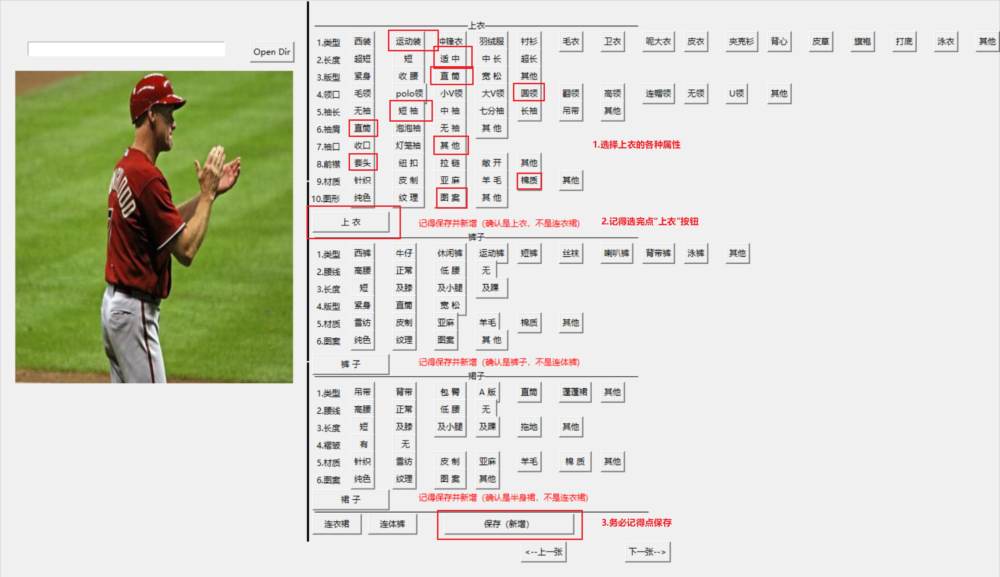 上衣
1.类型 西装 运动装 冲锋衣 羽绒服 衬衫 毛衣 卫衣 呢大衣 皮衣 夹克衫 背心 皮草 旗袍 打底 泳衣 其他
Open Dir
2.长度 超短 短 适 中 中 长 超长
3.版型 紧身 收 腰 直 筒 宽 松 其他
4.领口 毛领 polo领 小V领 大V领 圆领 翻领 高领 连帽领 无领 U领 其他
5.袖长 无袖 短 袖 中 袖 七分袖 长袖 吊带 其他
6.袖肩 直筒 泡泡袖 无 袖 其 他
7.袖口 收口 灯笼袖 其 他
1.选择上衣的各种属性
8.前襟 套头 纽 扣 拉 链 敞 开 其他
9.材质 针织 皮 制 亚 麻 羊 毛 棉质 其他
10.图形 纯色 纹 理 图 案 其 他
上 衣 记得保存并新增（确认是上衣，不是连衣裙） 2.记得选完点“上衣”按钮
裤子
1.类型 西裤 牛仔 休闲裤 运动裤 短裤 丝袜 喇叭裤 背带裤 泳裤 其他
2.腰线 高腰 正常 低 腰 无
3.长度 短 及膝 及小腿 及踝
4.版型 紧身 直筒 宽 松
5.材质 雪纺 皮制 亚麻 羊毛 棉质 其他
6.图案 纯色 纹理 图案 其 他
裤 子 记得保存并新增（确认是裤子，不是连体裤）
裙子
1.类型 吊带 背带 包 臀 A 版 直筒 蓬蓬裙 其他
2.腰线 高腰 正常 低 腰 无
3.长度 短 及膝 及小腿 及踝 拖地 其他
4.褶皱 有 无
5.材质 针织 雪纺 皮 制 亚麻 羊毛 棉 质 其他
6.图案 纯色 纹理 图 案 其他
裙 子 记得保存并新增（确认是半身裙，不是连衣裙）
连衣裙 连体裤 保存（新增） 3.务必记得点保存
<--上一张 下一张-->